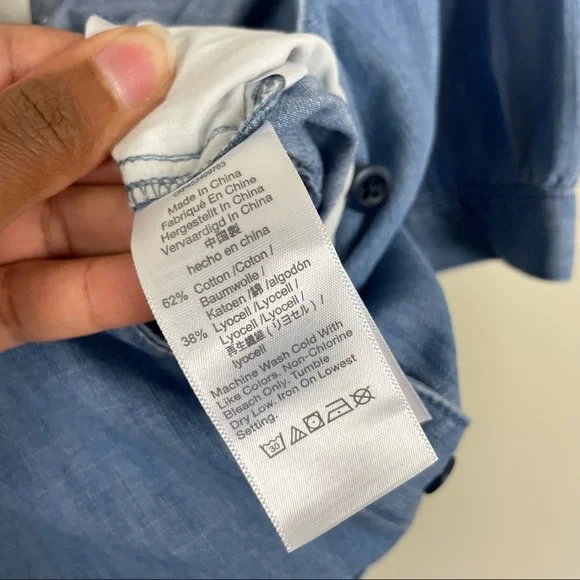 Made In China
Fabriqué En Chine
Hergestellt In China
Vervaardigd In China
中国製
hecho en china
62% Cotton /Coton /
Baumwolle /
Katoen /綿 /algodón
38% Lyocell /Lyocell /
Lyocell /Lyocell /
再生繊維 (リヨセル) /
lyocell
Machine Wash Cold With
Like Colors. Non-Chlorine
Bleach Only. Tumble
Dry Low. Iron On Lowest
Setting.
30